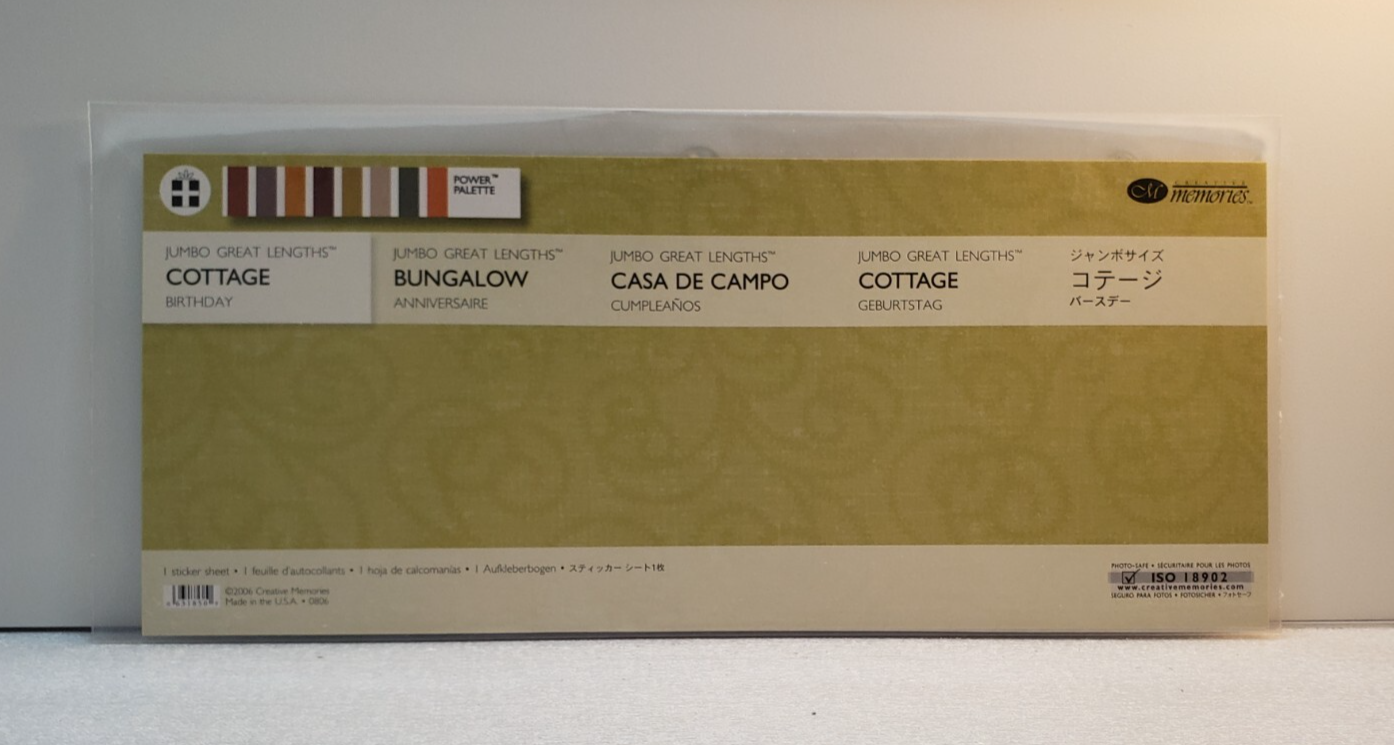 POWER™
PALETTE
CREATIVE
memories™
JUMBO GREAT LENGTHS™
COTTAGE
BIRTHDAY
JUMBO GREAT LENGTHS™
BUNGALOW
ANNIVERSAIRE
JUMBO GREAT LENGTHS™
CASA DE CAMPO
CUMPLEAÑOS
JUMBO GREAT LENGTHS™
COTTAGE
GEBURTSTAG
ジャンボサイズ
コテージ
バースデー
1 sticker sheet • 1 feuille d'autocollants • 1 hoja de calcomanías • 1 Aufkleberbogen • スティッカー シート1枚
©2006 Creative Memories
Made in the U.S.A. • 0806
PHOTO-SAFE • SÉCURITAIRE POUR LES PHOTOS
ISO 18902
www.creativememories.com
SEGURO PARA FOTOS • FOTOSICHER • フォトセーフ